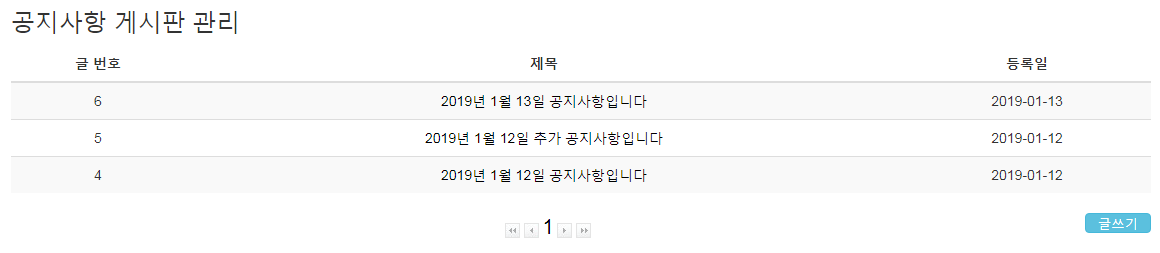 공지사항 게시판 관리
글 번호 제목 등록일
6 2019년 1월 13일 공지사항입니다 2019-01-13
5 2019년 1월 12일 추가 공지사항입니다 2019-01-12
4 2019년 1월 12일 공지사항입니다 2019-01-12
1 글쓰기